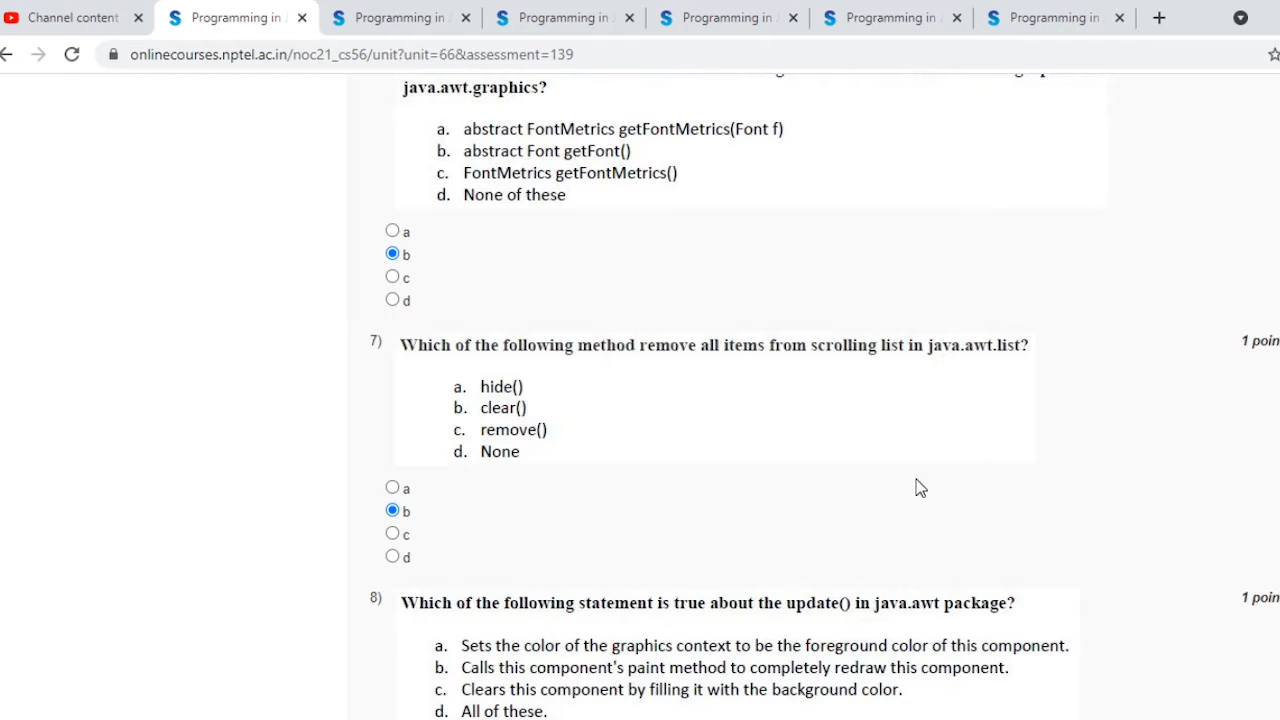 Channel content
Programming in
Programming in
Programming in
Programming in
Programming in
Programming in
onlinecourses.nptel.ac.in/noc21_cs56/unit?unit=66&assessment=139
java.awt.graphics?
a. abstract FontMetrics getFontMetrics(Font f)
b. abstract Font getFont()
c. FontMetrics getFontMetrics()
d. None of these
a
b
c
d
7) Which of the following method remove all items from scrolling list in java.awt.list? 1 poin
a. hide()
b. clear()
c. remove()
d. None
a
b
c
d
8) Which of the following statement is true about the update() in java.awt package? 1 poin
a. Sets the color of the graphics context to be the foreground color of this component.
b. Calls this component's paint method to completely redraw this component.
c. Clears this component by filling it with the background color.
d. All of these.